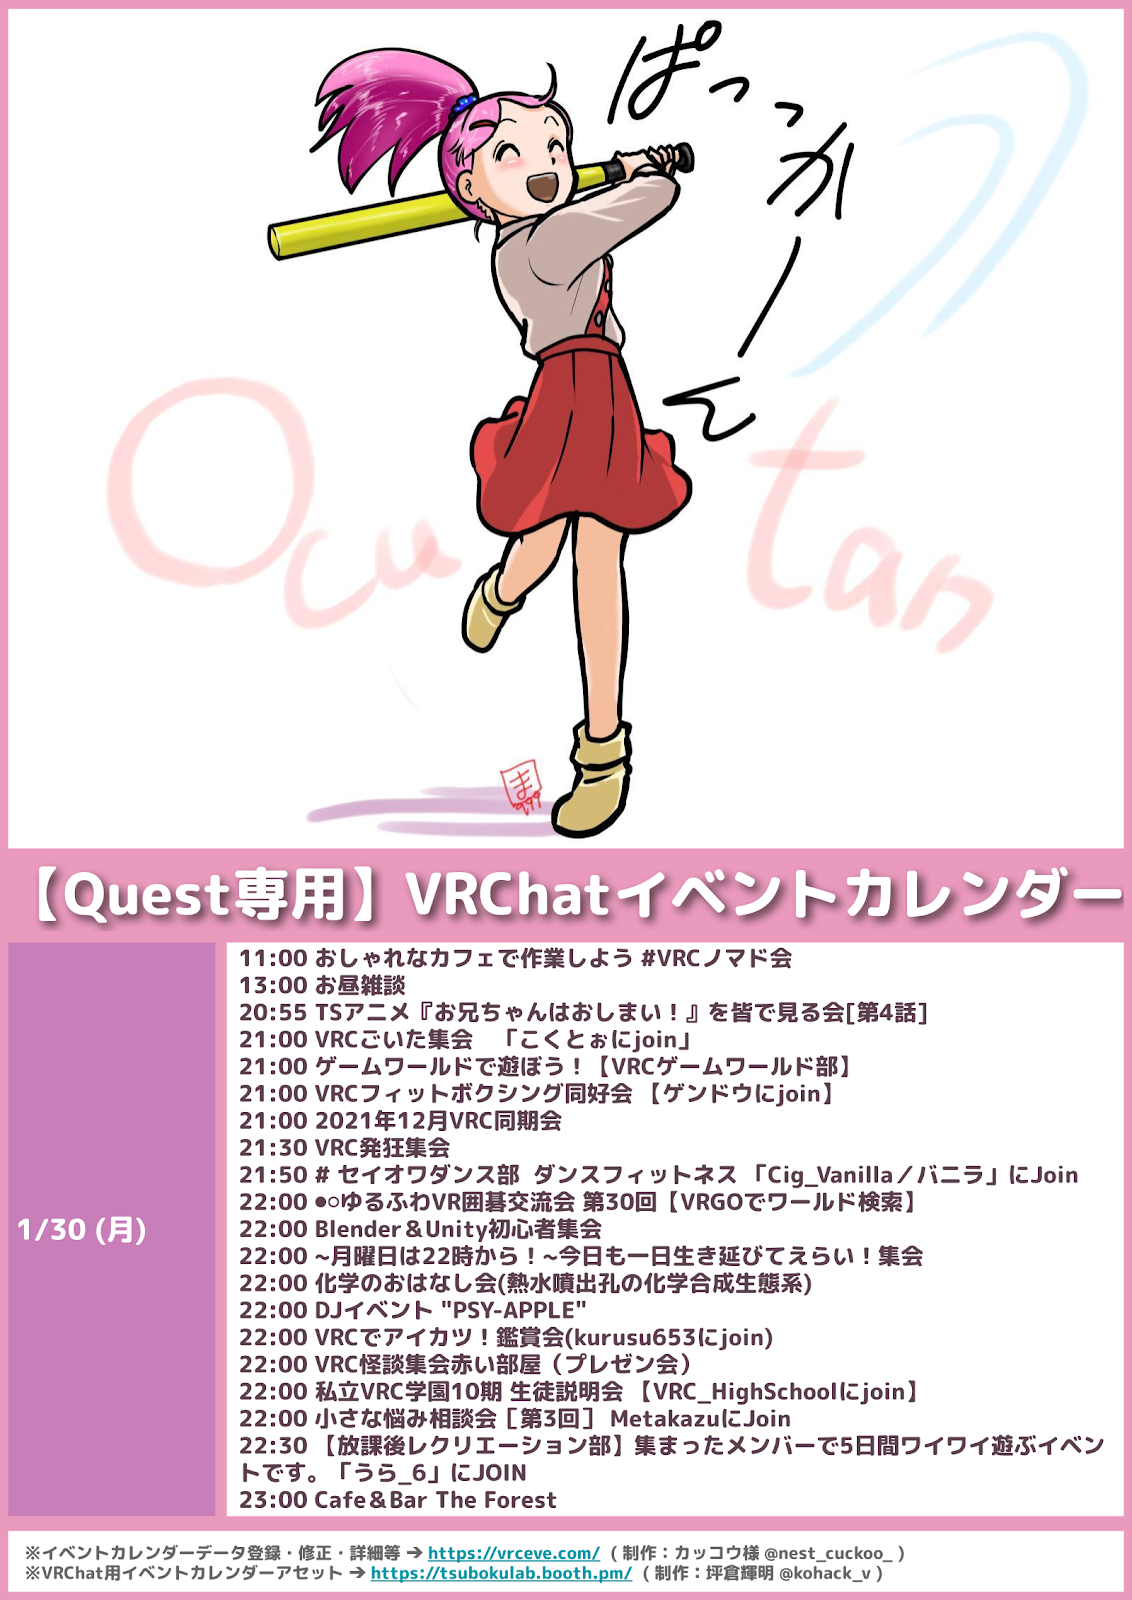 ぱっっかーーん
Ocu tan
ま
999
【Quest専用】VRChatイベントカレンダー
1/30 (月)
11:00 おしゃれなカフェで作業しよう #VRCノマド会
13:00 お昼雑談
20:55 TSアニメ『お兄ちゃんはおしまい！』を皆で見る会[第4話]
21:00 VRCごいた集会　「こくとぉにjoin」
21:00 ゲームワールドで遊ぼう！【VRCゲームワールド部】
21:00 VRCフィットボクシング同好会 【ゲンドウにjoin】
21:00 2021年12月VRC同期会
21:30 VRC発狂集会
21:50 # セイオワダンス部  ダンスフィットネス 「Cig_Vanilla／バニラ」にJoin
22:00 ●○ゆるふわVR囲碁交流会 第30回【VRGOでワールド検索】
22:00 Blender＆Unity初心者集会
22:00 ~月曜日は22時から！~今日も一日生き延びてえらい！集会
22:00 化学のおはなし会(熱水噴出孔の化学合成生態系)
22:00 DJイベント "PSY-APPLE"
22:00 VRCでアイカツ！鑑賞会(kurusu653にjoin)
22:00 VRC怪談集会赤い部屋（プレゼン会）
22:00 私立VRC学園10期 生徒説明会 【VRC_HighSchoolにjoin】
22:00 小さな悩み相談会［第3回］ MetakazuにJoin
22:30 【放課後レクリエーション部】集まったメンバーで5日間ワイワイ遊ぶイベン
トです。「うら_6」にJOIN
23:00 Cafe＆Bar The Forest
※イベントカレンダーデータ登録・修正・詳細等 ➔ https://vrceve.com/ （ 制作：カッコウ様 @nest_cuckoo_ ）
※VRChat用イベントカレンダーアセット ➔ https://tsubokulab.booth.pm/ （ 制作：坪倉輝明 @kohack_v ）